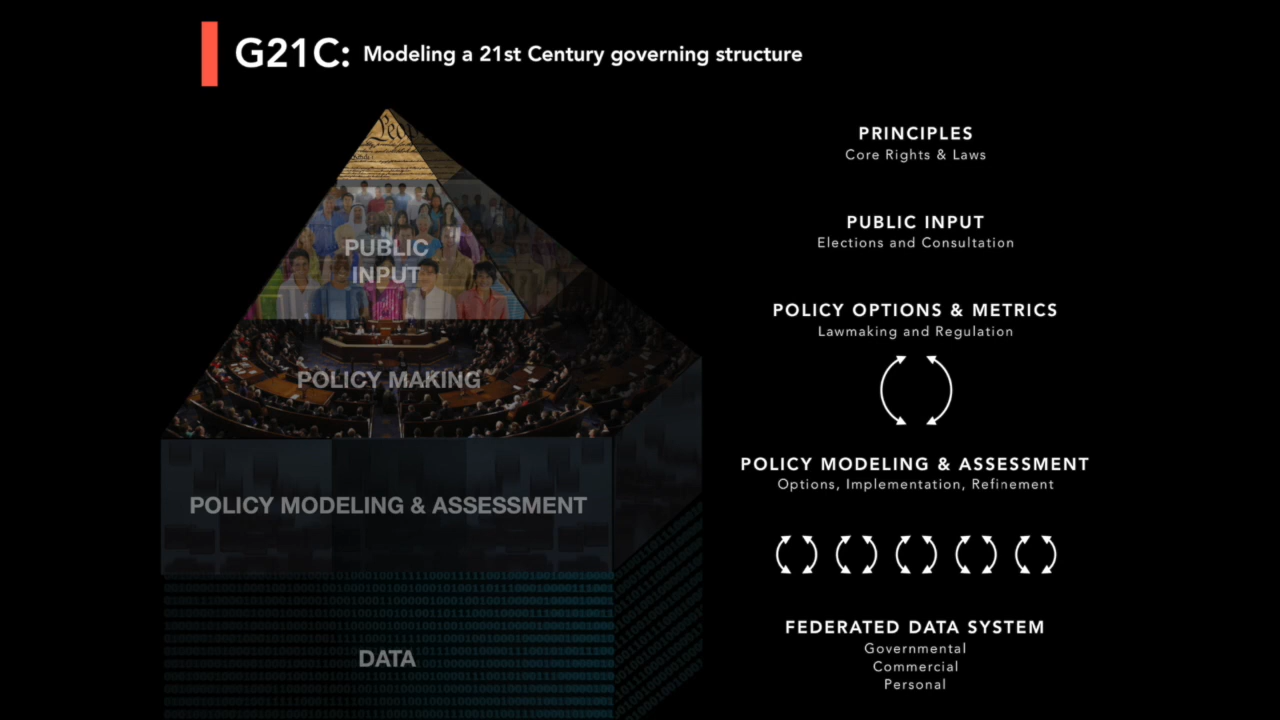 G21C: Modeling a 21st Century governing structure
Peop
PUBLIC
INPUT
POLICY MAKING
POLICY MODELING & ASSESSMENT
DATA
PRINCIPLES
Core Rights & Laws
PUBLIC INPUT
Elections and Consultation
POLICY OPTIONS & METRICS
Lawmaking and Regulation
POLICY MODELING & ASSESSMENT
Options, Implementation, Refinement
FEDERATED DATA SYSTEM
Governmental
Commercial
Personal